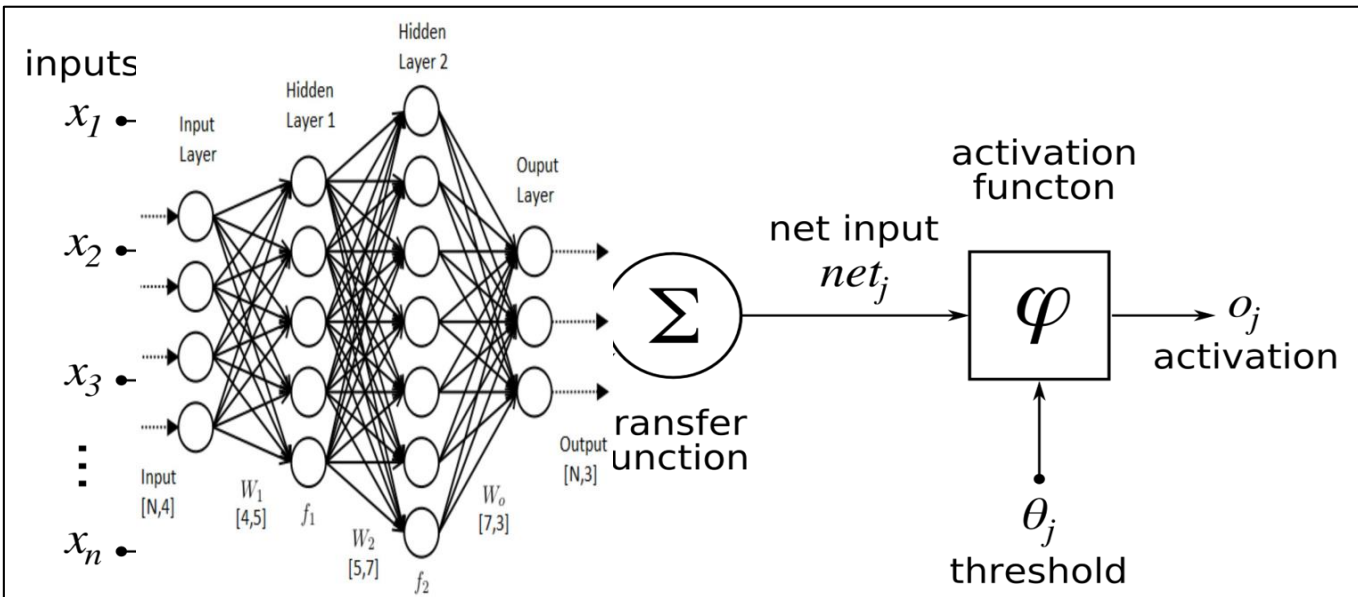 inputs
x1
x2
x3
⋮
xn
Input
Layer
Hidden
Layer 1
Hidden
Layer 2
Ouput
Layer
Input
[N,4]
W1
[4,5]
f1
W2
[5,7]
f2
Wo
[7,3]
Output
[N,3]
Σ
ransfer
unction
net input
netj
activation
functon
φ
oj
activation
θj
threshold